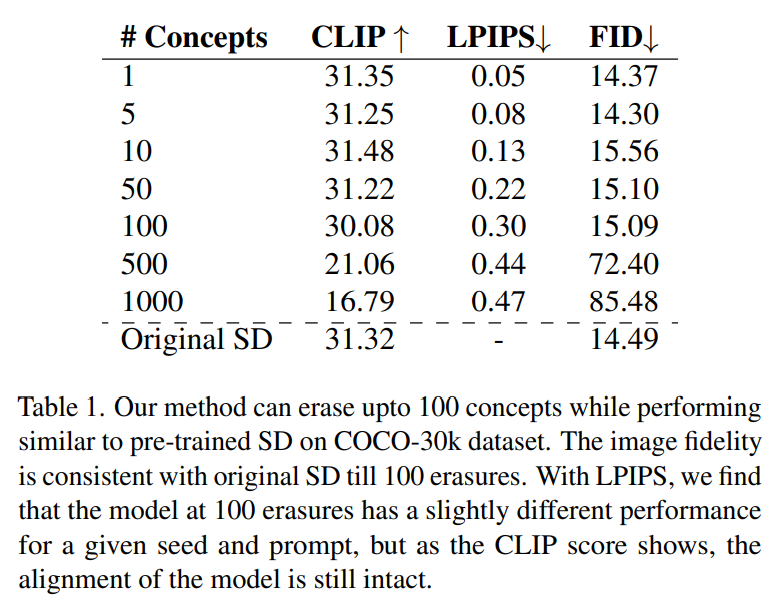 # Concepts CLIP ↑ LPIPS↓ FID↓
1 31.35 0.05 14.37
5 31.25 0.08 14.30
10 31.48 0.13 15.56
50 31.22 0.22 15.10
100 30.08 0.30 15.09
500 21.06 0.44 72.40
1000 16.79 0.47 85.48
Original SD 31.32 - 14.49
Table 1. Our method can erase upto 100 concepts while performing
similar to pre-trained SD on COCO-30k dataset. The image fidelity
is consistent with original SD till 100 erasures. With LPIPS, we find
that the model at 100 erasures has a slightly different performance
for a given seed and prompt, but as the CLIP score shows, the
alignment of the model is still intact.